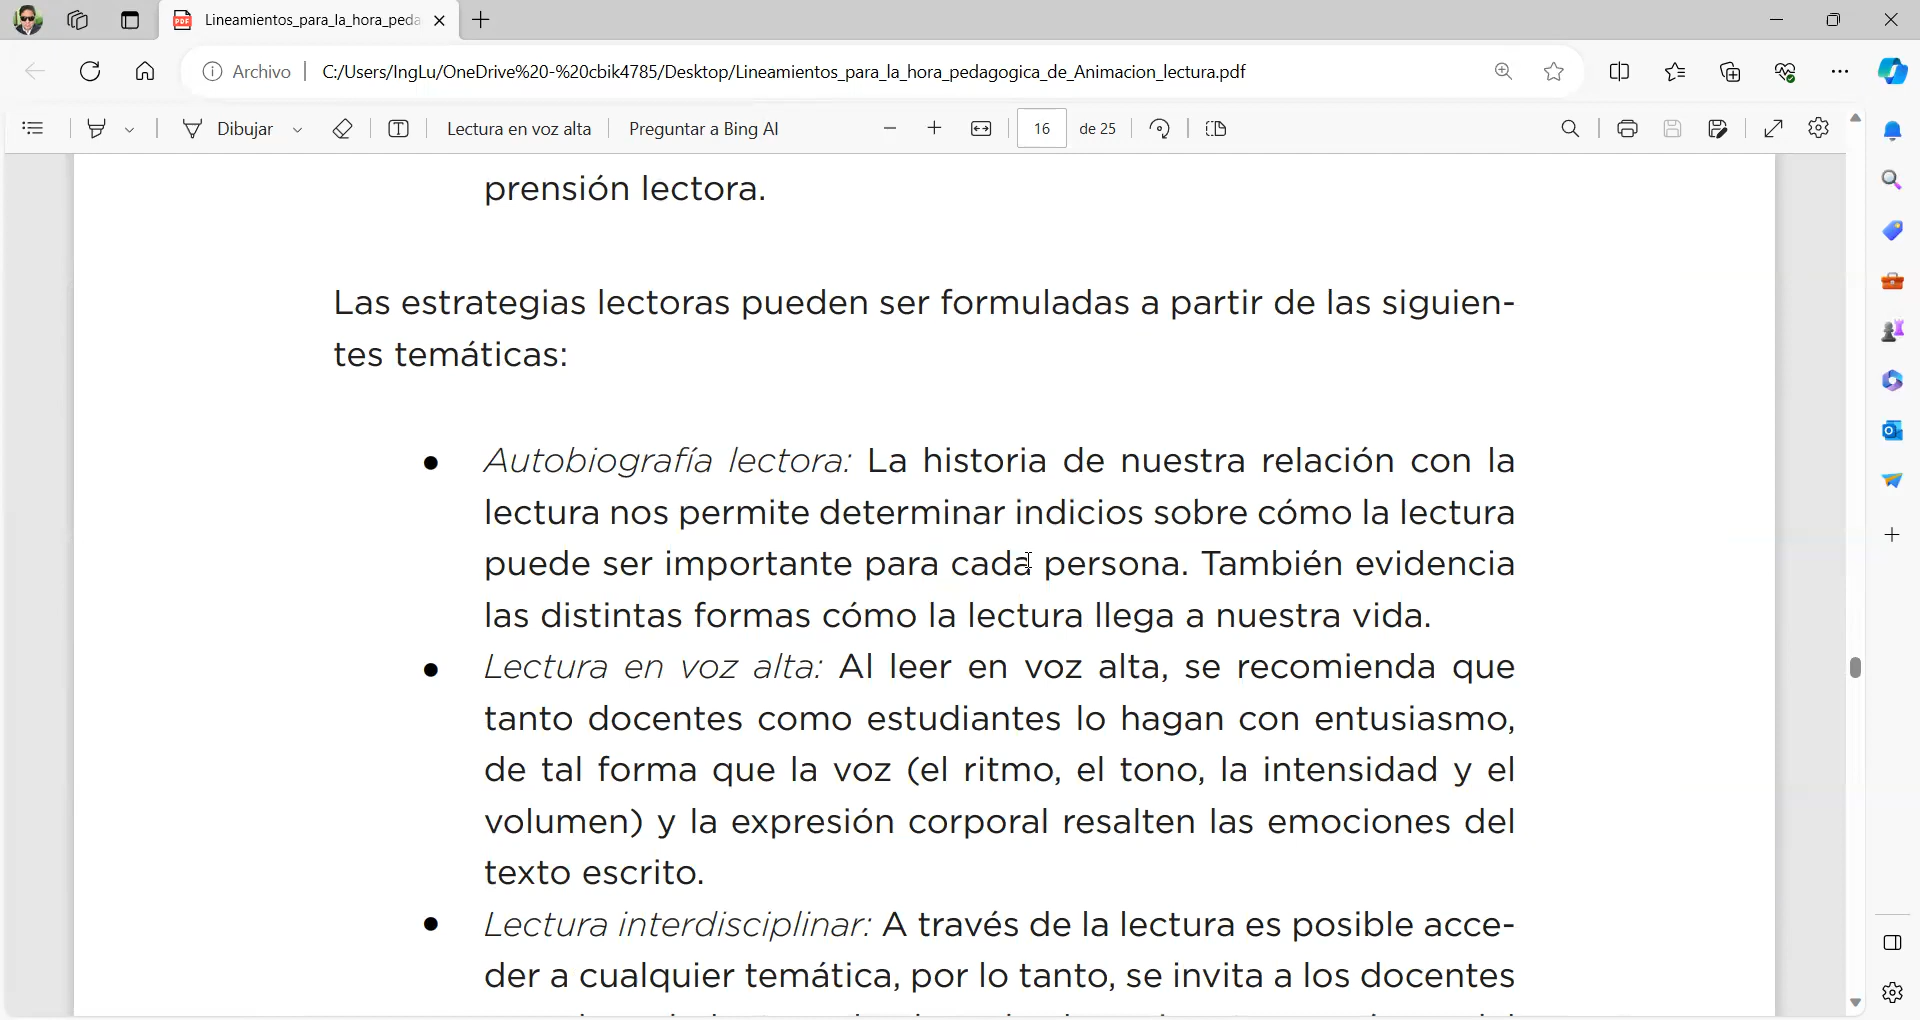 Lineamientos_para_la_hora_peda
Archivo
C:/Users/IngLu/OneDrive%20-%20cbik4785/Desktop/Lineamientos_para_la_hora_pedagogica_de_Animacion_lectura.pdf
Dibujar Lectura en voz alta Preguntar a Bing AI 16 de 25
prensión lectora.
Las estrategias lectoras pueden ser formuladas a partir de las siguien-
tes temáticas:
• Autobiografía lectora: La historia de nuestra relación con la
lectura nos permite determinar indicios sobre cómo la lectura
puede ser importante para cada persona. También evidencia
las distintas formas cómo la lectura llega a nuestra vida.
• Lectura en voz alta: Al leer en voz alta, se recomienda que
tanto docentes como estudiantes lo hagan con entusiasmo,
de tal forma que la voz (el ritmo, el tono, la intensidad y el
volumen) y la expresión corporal resalten las emociones del
texto escrito.
• Lectura interdisciplinar: A través de la lectura es posible acce-
der a cualquier temática, por lo tanto, se invita a los docentes